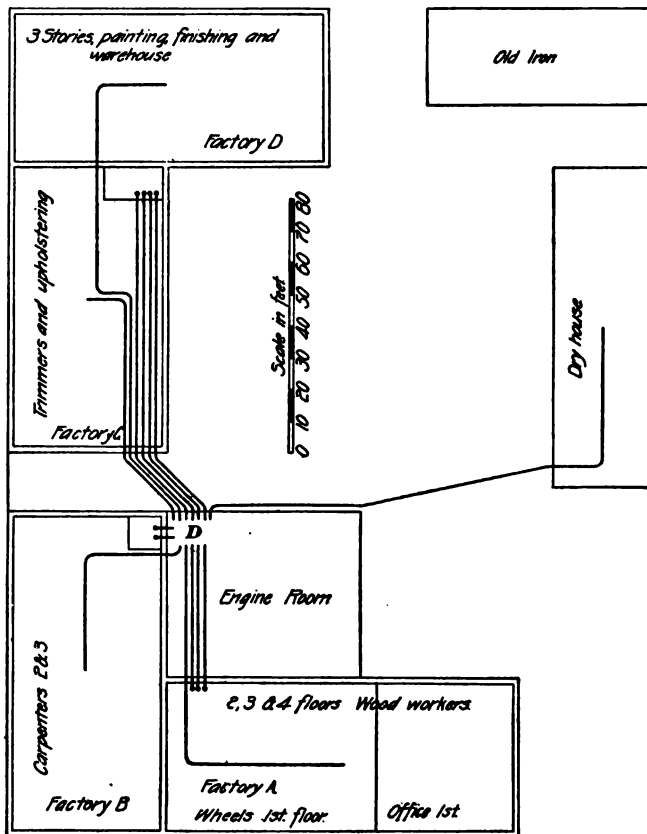 3 Stories, painting, finishing and
warehouse
Factory D
Old Iron
Trimmers and upholstering
Factory C
Scale in feet
0 10 20 30 40 50 60 70 80
Dry house
D
Engine Room
Carpenters 2&3
Factory B
2, 3 & 4 floors Wood workers.
Factory A
Wheels 1st. floor.
Office 1st